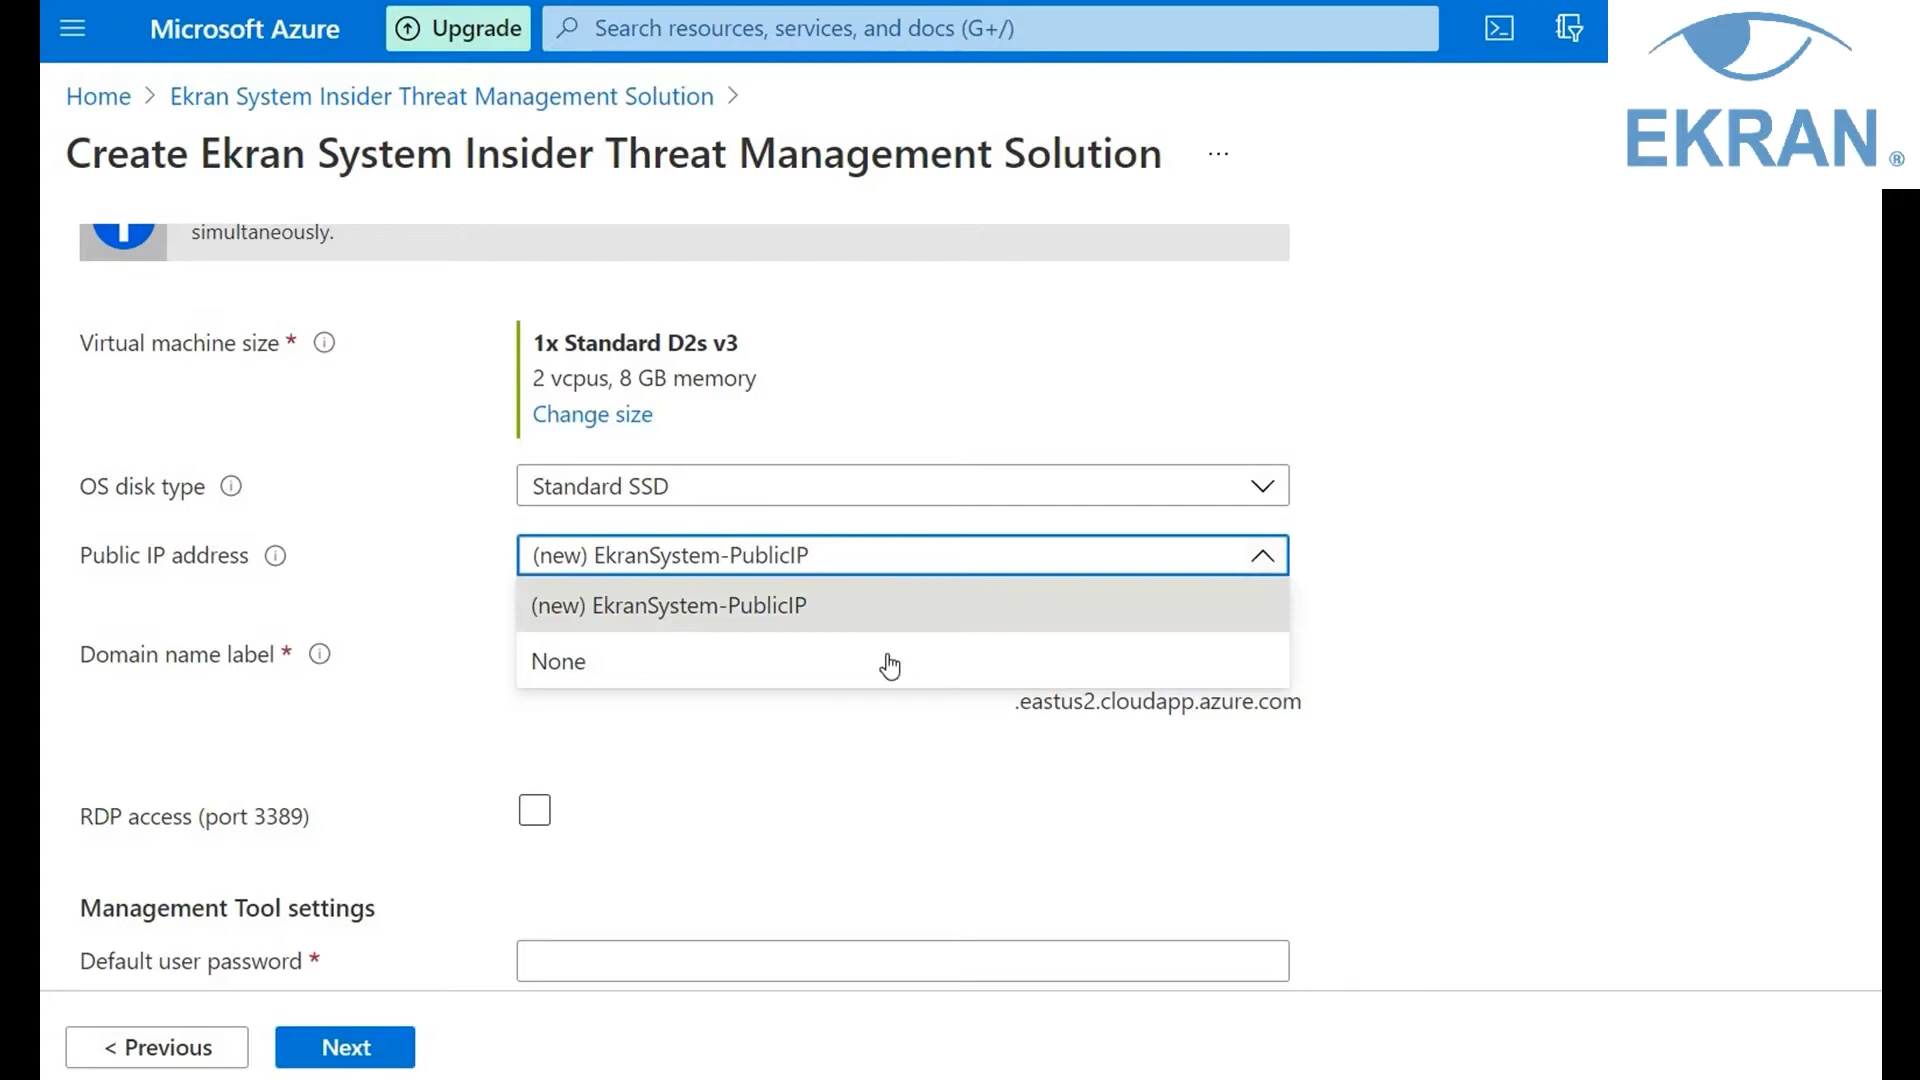 Microsoft Azure
Upgrade
Search resources, services, and docs (G+/)
EKRAN ®
Home > Ekran System Insider Threat Management Solution >
Create Ekran System Insider Threat Management Solution ...
simultaneously.
Virtual machine size *
1x Standard D2s v3
2 vcpus, 8 GB memory
Change size
OS disk type
Standard SSD
Public IP address
(new) EkranSystem-PublicIP
(new) EkranSystem-PublicIP
None
Domain name label *
.eastus2.cloudapp.azure.com
RDP access (port 3389)
Management Tool settings
Default user password *
< Previous
Next